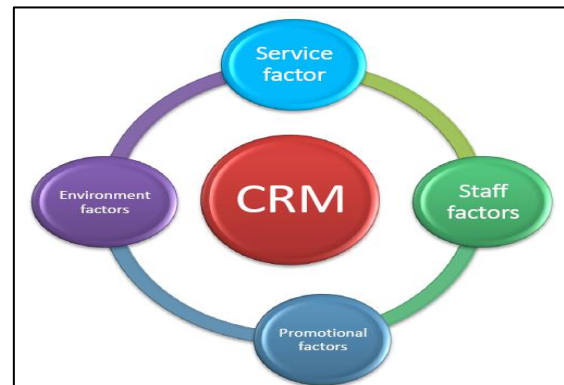 Service
factor
Environment
factors
CRM
Staff
factors
Promotional
factors